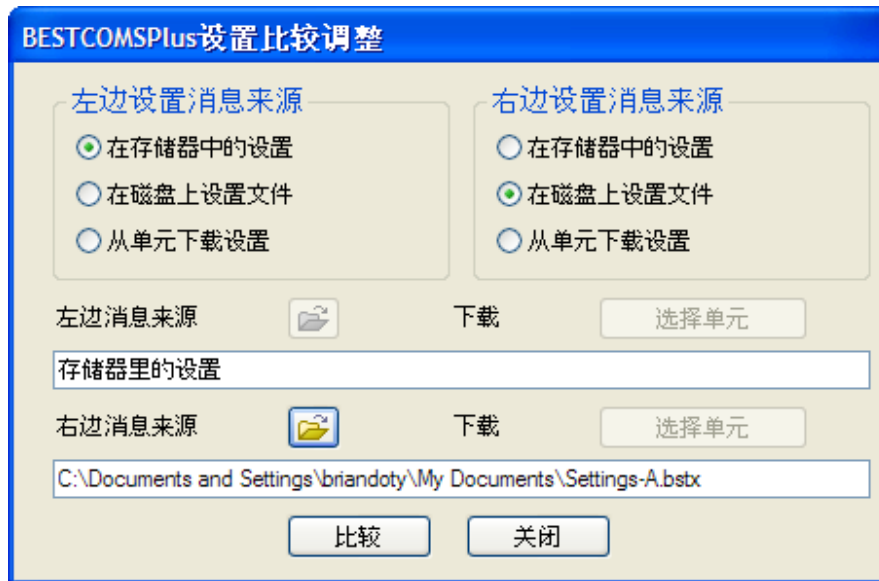 BESTCOMSPlus设置比较调整
左边设置消息来源
在存储器中的设置
在磁盘上设置文件
从单元下载设置
右边设置消息来源
在存储器中的设置
在磁盘上设置文件
从单元下载设置
左边消息来源 下载 选择单元
存储器里的设置
右边消息来源 下载 选择单元
C:\Documents and Settings\briandoty\My Documents\Settings-A.bstx
比较 关闭